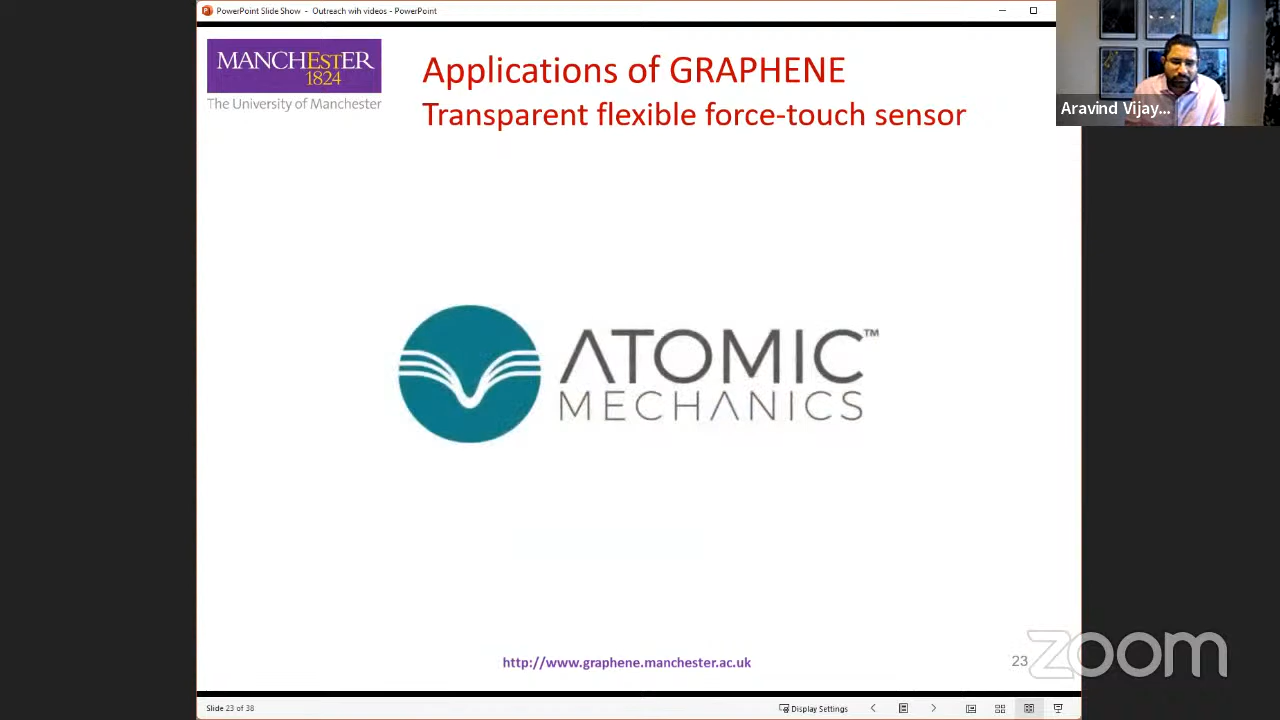 PowerPoint Slide Show - Outreach wih videos - PowerPoint
MANCHESTER
1824
The University of Manchester
Applications of GRAPHENE
Transparent flexible force-touch sensor
Aravind Vijay...
ATOMIC™
MECHANICS
http://www.graphene.manchester.ac.uk
23
zoom
Slide 23 of 38
Display Settings